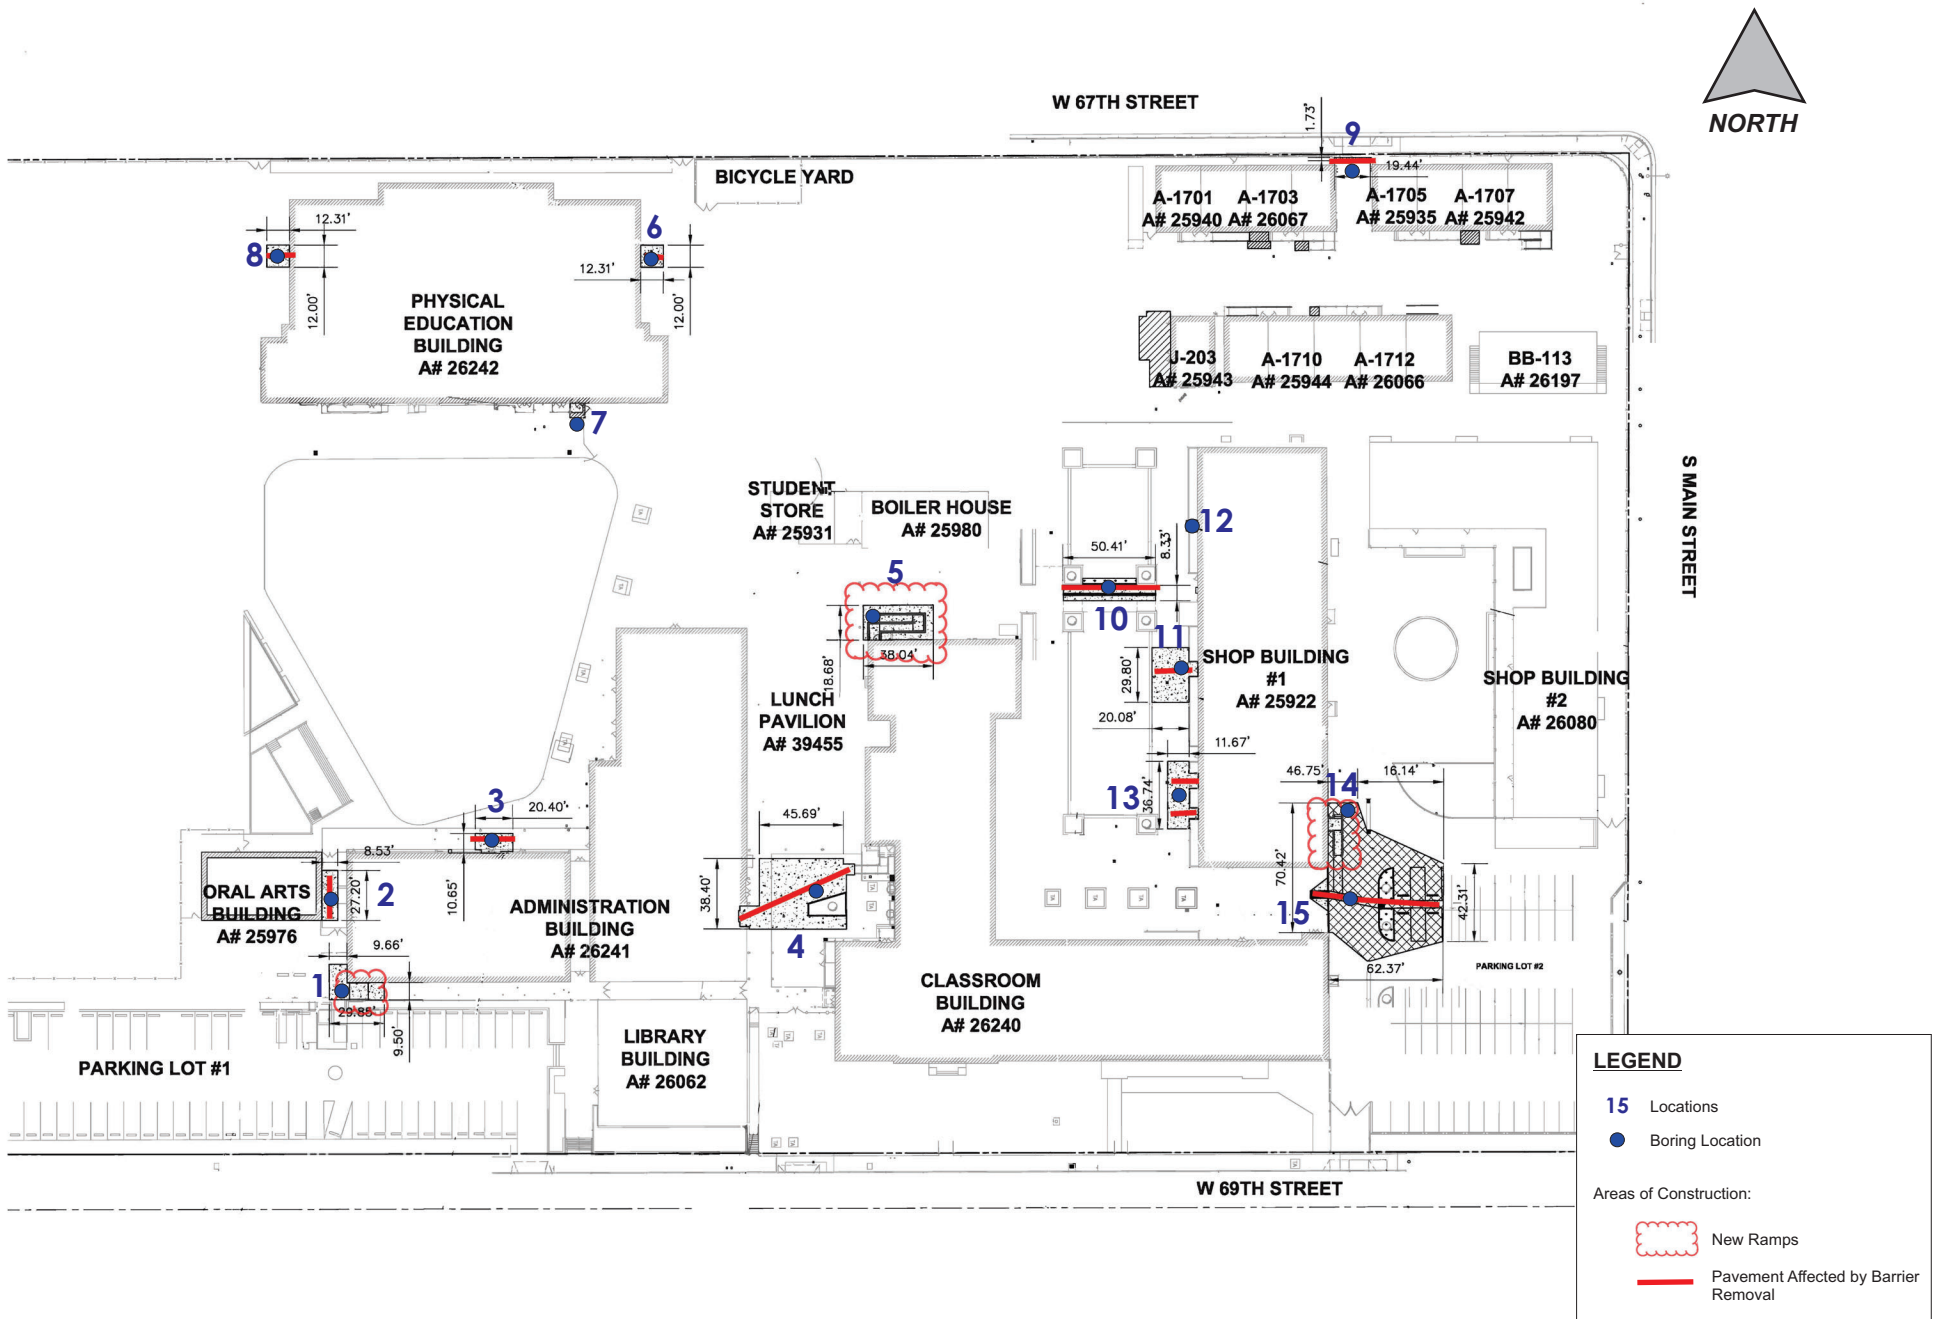 NORTH
W 67TH STREET
1.73'
9
19.44'
BICYCLE YARD
A-1701
A# 25940
A-1703
A# 26067
A-1705
A# 25935
A-1707
A# 25942
12.31'
8
12.00'
6
12.31'
12.00'
PHYSICAL
EDUCATION
BUILDING
A# 26242
7
J-203
A# 25943
A-1710
A# 25944
A-1712
A# 26066
BB-113
A# 26197
S MAIN STREET
STUDENT
STORE
A# 25931
BOILER HOUSE
A# 25980
12
50.41'
8.33'
10
5
38.04'
18.68'
11
29.80'
20.08'
SHOP BUILDING
#1
A# 25922
SHOP BUILDING
#2
A# 26080
LUNCH
PAVILION
A# 39455
11.67'
13
36.74'
46.75'
16.14'
14
70.42'
15
42.31'
62.37'
PARKING LOT #2
3
20.40'
10.65'
45.69'
38.40'
4
8.53'
27.20'
2
ORAL ARTS
BUILDING
A# 25976
ADMINISTRATION
BUILDING
A# 26241
9.66'
1
29.85'
9.50'
CLASSROOM
BUILDING
A# 26240
LIBRARY
BUILDING
A# 26062
PARKING LOT #1
W 69TH STREET
LEGEND
15 Locations
Boring Location
Areas of Construction:
New Ramps
Pavement Affected by Barrier
Removal